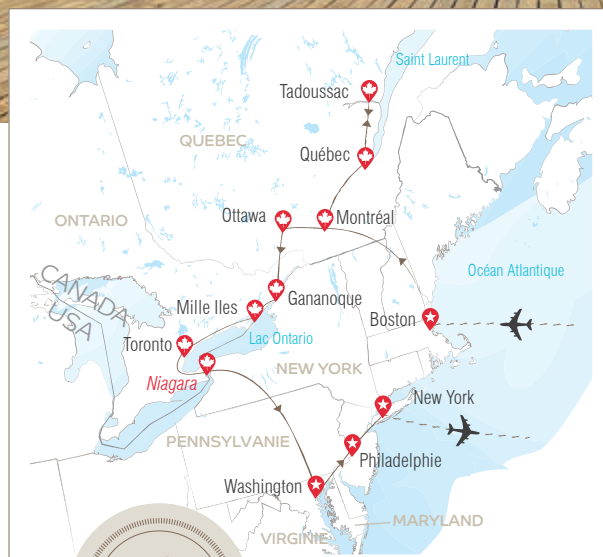 Saint Laurent
Tadoussac
QUEBEC
Québec
ONTARIO
Ottawa
Montréal
Océan Atlantique
CANADA
USA
Gananoque
Mille Iles
Boston
Lac Ontario
Toronto
Niagara
NEW YORK
New York
PENNSYLVANIE
Philadelphie
Washington
MARYLAND
VIRGINIE